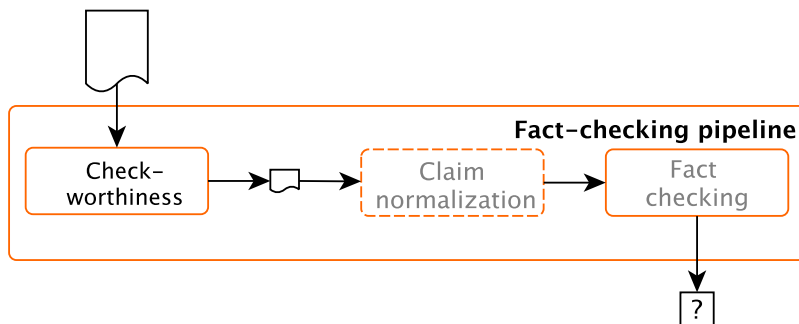 Fact-checking pipeline
Check-
worthiness
Claim
normalization
Fact
checking
?